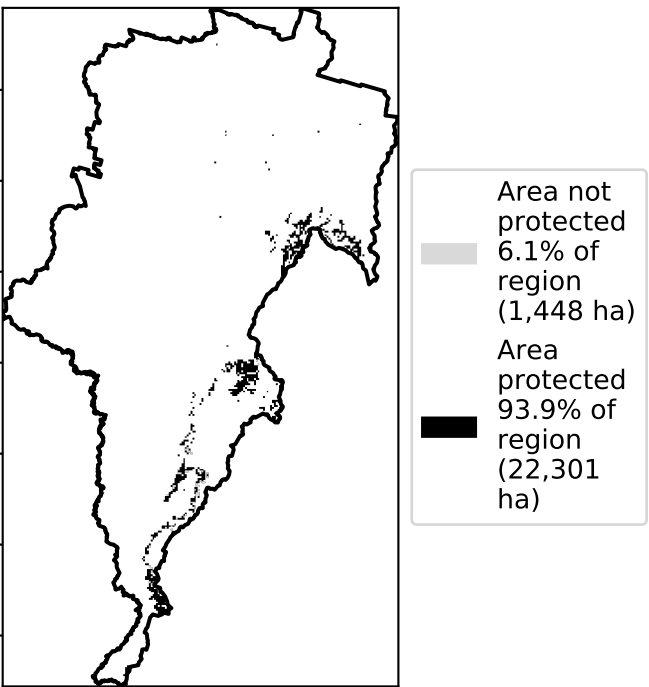 Area not
protected
6.1% of
region
(1,448 ha)
Area
protected
93.9% of
region
(22,301
ha)